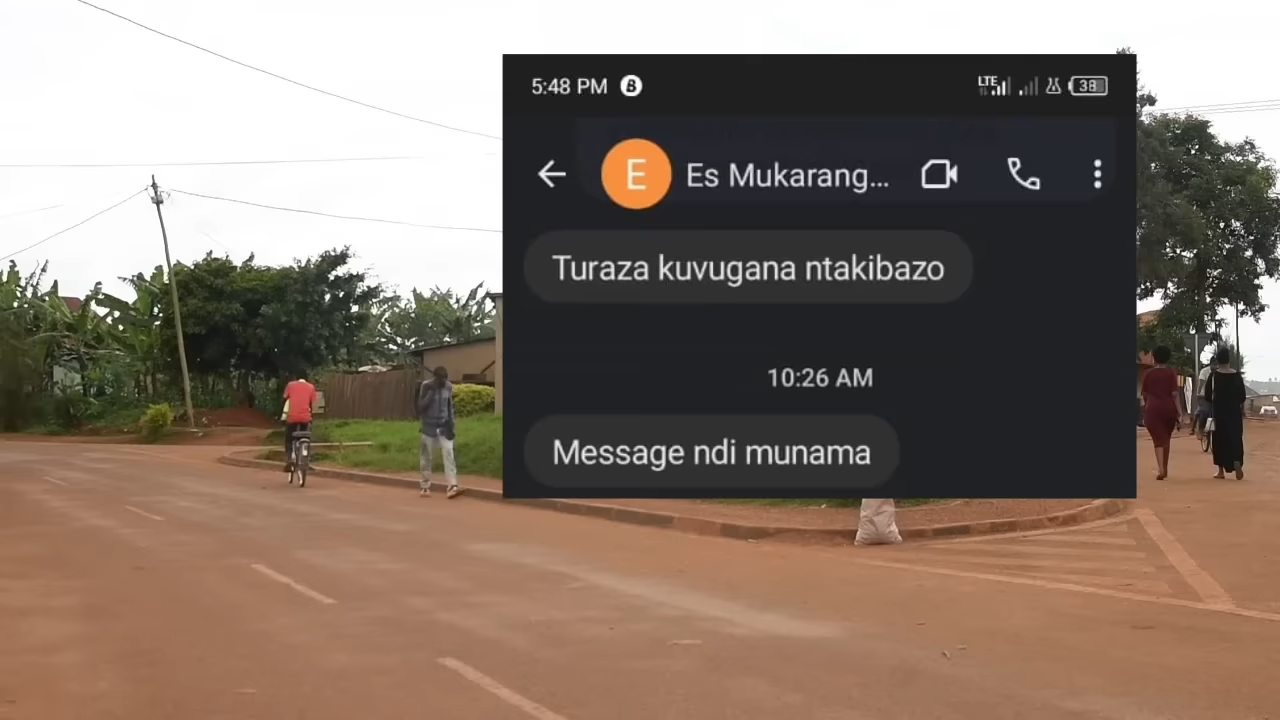 5:48 PM
LTE
38
E
Es Mukarang...
Turaza kuvugana ntakibazo
10:26 AM
Message ndi munama